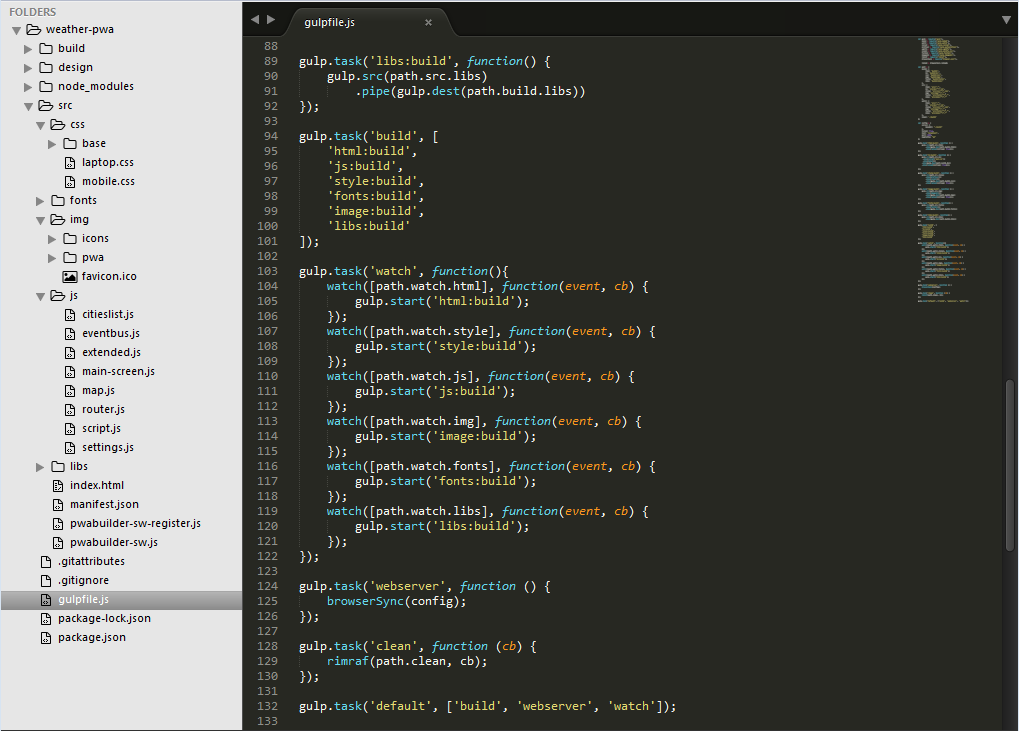 FOLDERS
weather-pwa
build
design
node_modules
src
css
base
laptop.css
mobile.css
fonts
img
icons
pwa
favicon.ico
js
citieslist.js
eventbus.js
extended.js
main-screen.js
map.js
router.js
script.js
settings.js
libs
index.html
manifest.json
pwabuilder-sw-register.js
pwabuilder-sw.js
.gitattributes
.gitignore
gulpfile.js
package-lock.json
package.json
gulpfile.js ×
88
89 gulp.task('libs:build', function() {
90     gulp.src(path.src.libs)
91         .pipe(gulp.dest(path.build.libs))
92 });
93
94 gulp.task('build', [
95     'html:build',
96     'js:build',
97     'style:build',
98     'fonts:build',
99     'image:build',
100     'libs:build'
101 ]);
102
103 gulp.task('watch', function(){
104     watch([path.watch.html], function(event, cb) {
105         gulp.start('html:build');
106     });
107     watch([path.watch.style], function(event, cb) {
108         gulp.start('style:build');
109     });
110     watch([path.watch.js], function(event, cb) {
111         gulp.start('js:build');
112     });
113     watch([path.watch.img], function(event, cb) {
114         gulp.start('image:build');
115     });
116     watch([path.watch.fonts], function(event, cb) {
117         gulp.start('fonts:build');
118     });
119     watch([path.watch.libs], function(event, cb) {
120         gulp.start('libs:build');
121     });
122 });
123
124 gulp.task('webserver', function () {
125     browserSync(config);
126 });
127
128 gulp.task('clean', function (cb) {
129     rimraf(path.clean, cb);
130 });
131
132 gulp.task('default', ['build', 'webserver', 'watch']);
133